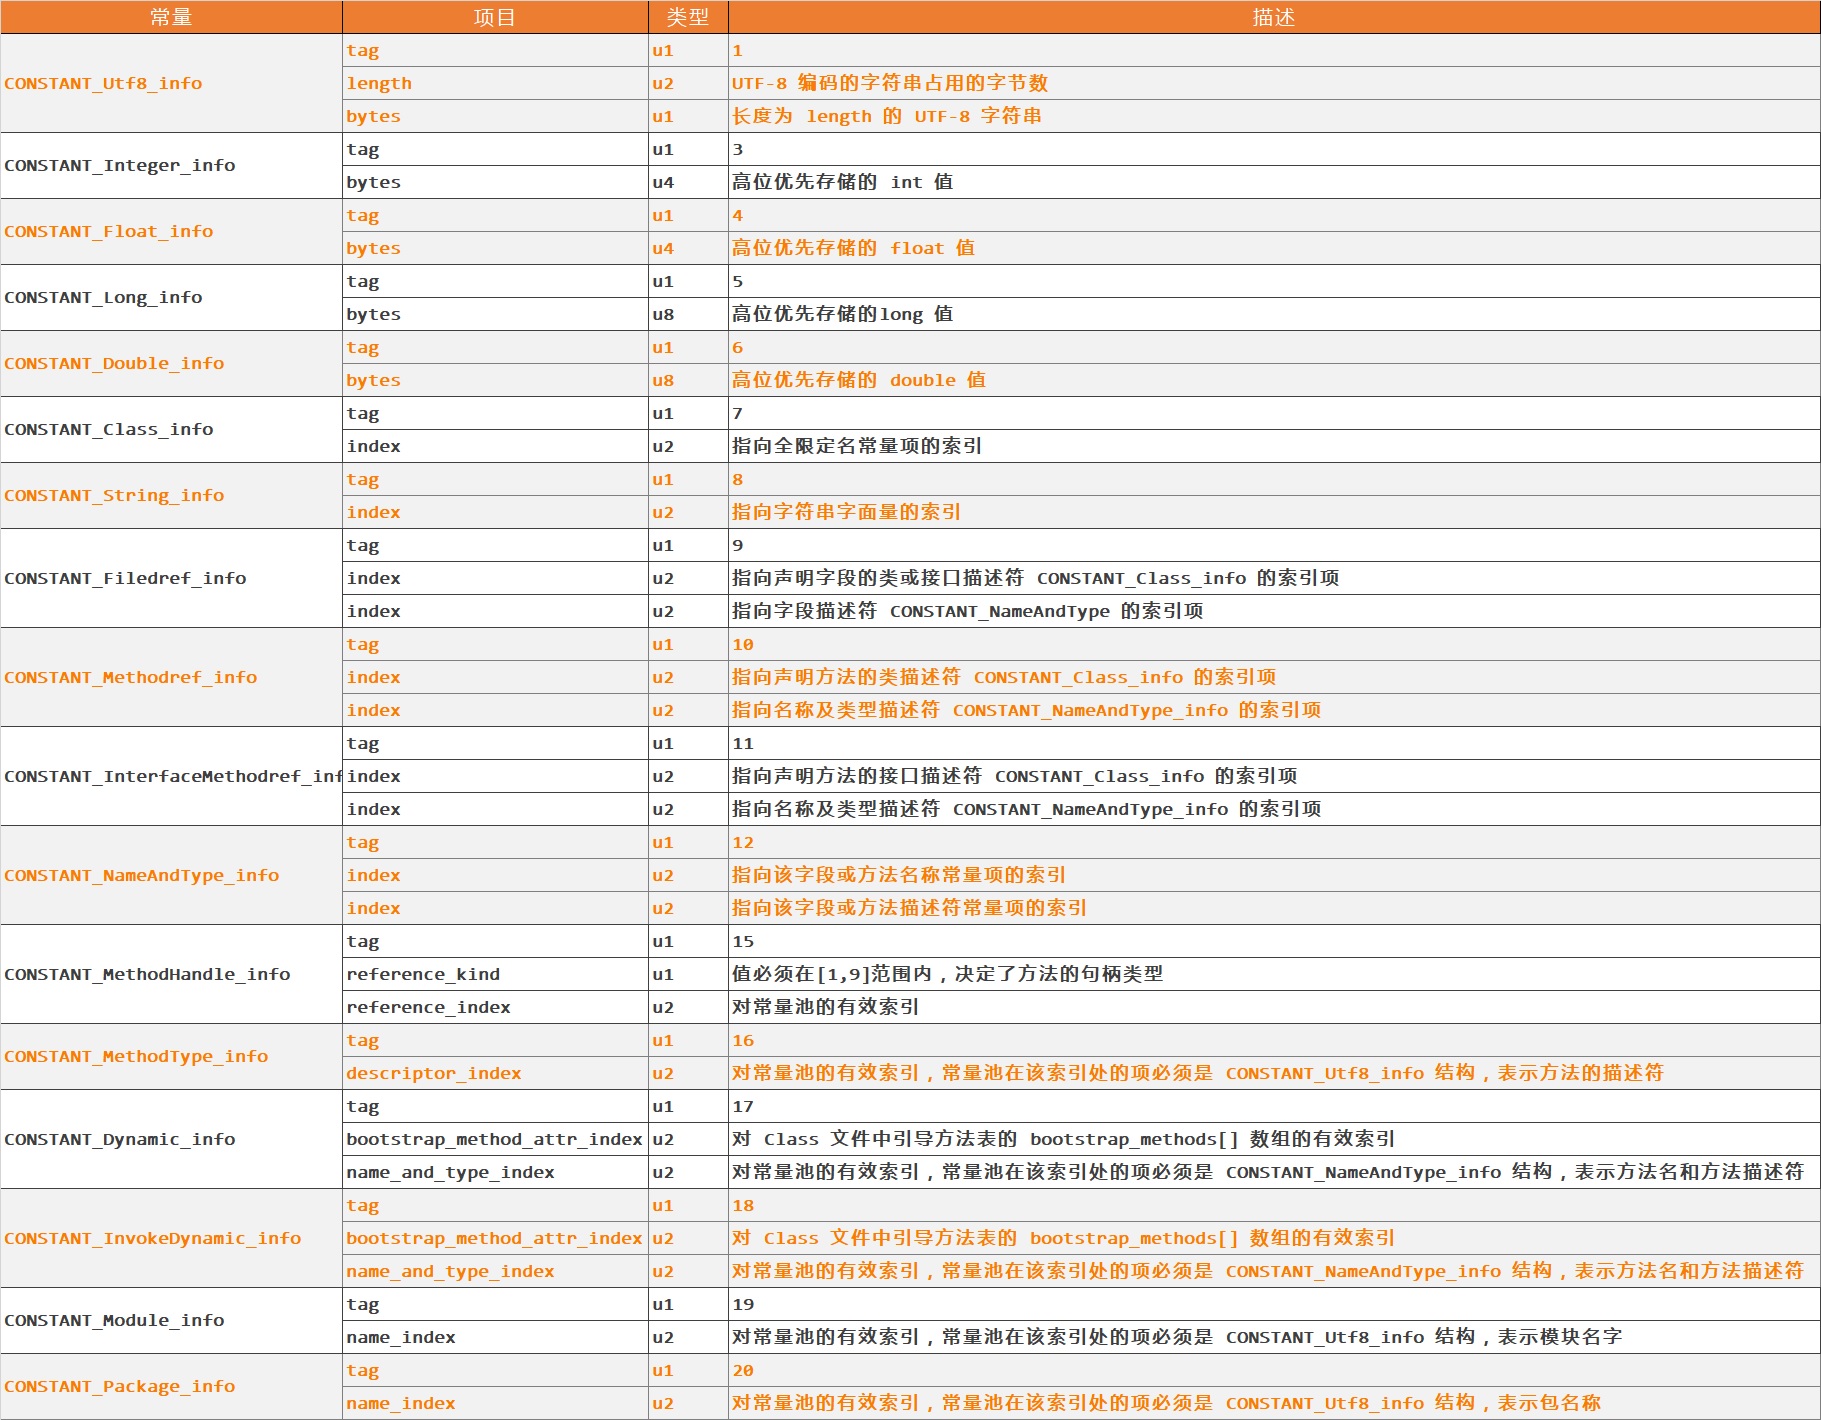 常量 项目 类型 描述
CONSTANT_Utf8_info tag u1 1
length u2 UTF-8 编码的字符串占用的字节数
bytes u1 长度为 length 的 UTF-8 字符串
CONSTANT_Integer_info tag u1 3
bytes u4 高位优先存储的 int 值
CONSTANT_Float_info tag u1 4
bytes u4 高位优先存储的 float 值
CONSTANT_Long_info tag u1 5
bytes u8 高位优先存储的long 值
CONSTANT_Double_info tag u1 6
bytes u8 高位优先存储的 double 值
CONSTANT_Class_info tag u1 7
index u2 指向全限定名常量项的索引
CONSTANT_String_info tag u1 8
index u2 指向字符串字面量的索引
CONSTANT_Filedref_info tag u1 9
index u2 指向声明字段的类或接口描述符 CONSTANT_Class_info 的索引项
index u2 指向字段描述符 CONSTANT_NameAndType 的索引项
CONSTANT_Methodref_info tag u1 10
index u2 指向声明方法的类描述符 CONSTANT_Class_info 的索引项
index u2 指向名称及类型描述符 CONSTANT_NameAndType_info 的索引项
CONSTANT_InterfaceMethodref_inf tag u1 11
index u2 指向声明方法的接口描述符 CONSTANT_Class_info 的索引项
index u2 指向名称及类型描述符 CONSTANT_NameAndType_info 的索引项
CONSTANT_NameAndType_info tag u1 12
index u2 指向该字段或方法名称常量项的索引
index u2 指向该字段或方法描述符常量项的索引
CONSTANT_MethodHandle_info tag u1 15
reference_kind u1 值必须在[1,9]范围内，决定了方法的句柄类型
reference_index u2 对常量池的有效索引
CONSTANT_MethodType_info tag u1 16
descriptor_index u2 对常量池的有效索引，常量池在该索引处的项必须是 CONSTANT_Utf8_info 结构，表示方法的描述符
CONSTANT_Dynamic_info tag u1 17
bootstrap_method_attr_index u2 对 Class 文件中引导方法表的 bootstrap_methods[] 数组的有效索引
name_and_type_index u2 对常量池的有效索引，常量池在该索引处的项必须是 CONSTANT_NameAndType_info 结构，表示方法名和方法描述符
CONSTANT_InvokeDynamic_info tag u1 18
bootstrap_method_attr_index u2 对 Class 文件中引导方法表的 bootstrap_methods[] 数组的有效索引
name_and_type_index u2 对常量池的有效索引，常量池在该索引处的项必须是 CONSTANT_NameAndType_info 结构，表示方法名和方法描述符
CONSTANT_Module_info tag u1 19
name_index u2 对常量池的有效索引，常量池在该索引处的项必须是 CONSTANT_Utf8_info 结构，表示模块名字
CONSTANT_Package_info tag u1 20
name_index u2 对常量池的有效索引，常量池在该索引处的项必须是 CONSTANT_Utf8_info 结构，表示包名称